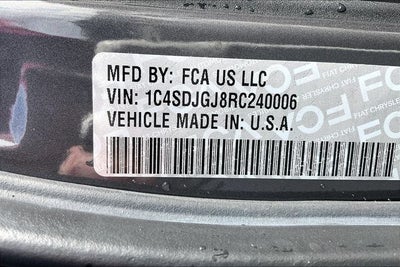 MFD BY: FCA US LLC
VIN: 1C4SDJGJ8RC240006
VEHICLE MADE IN: U.S.A.